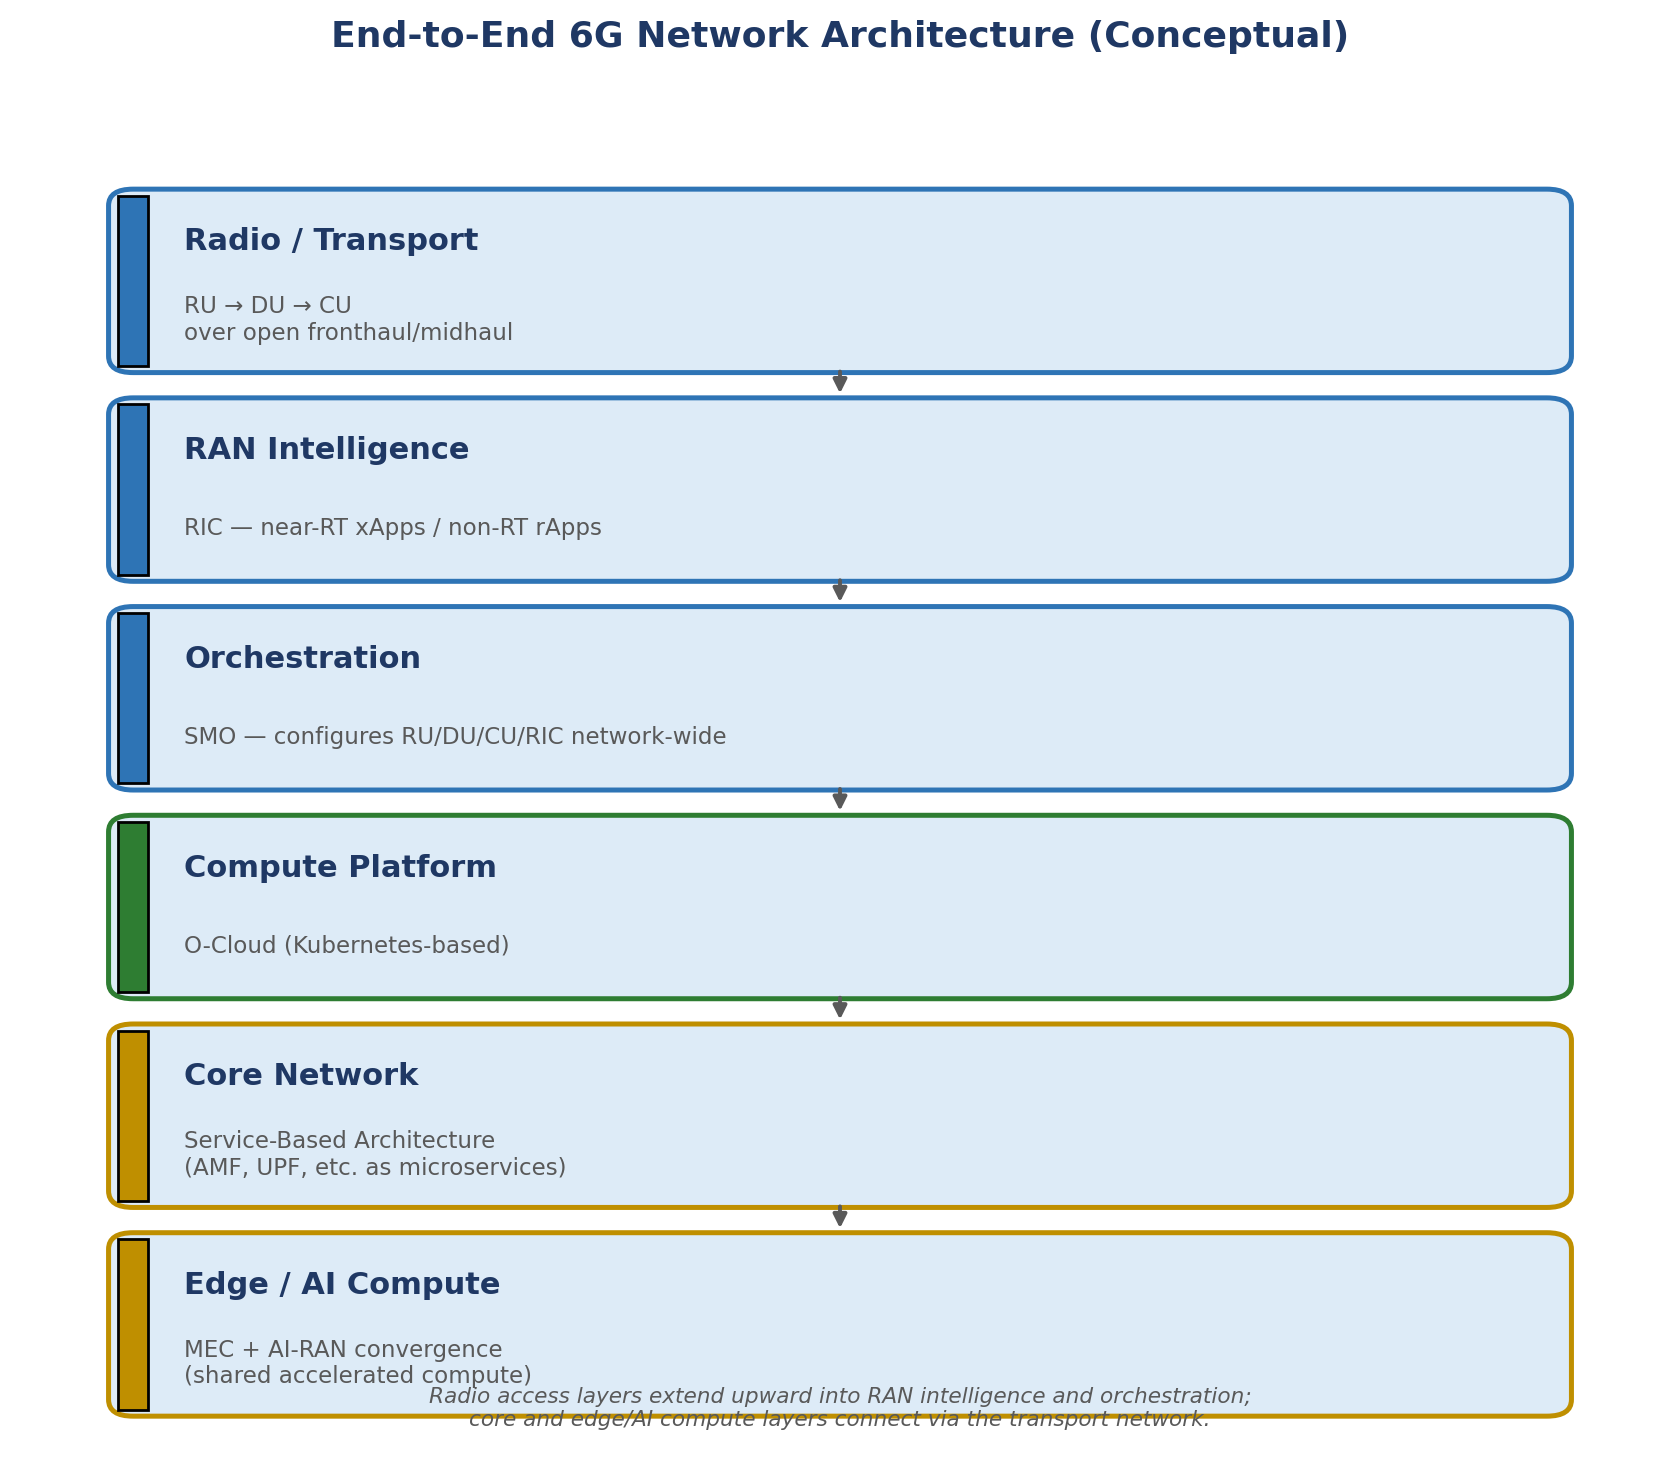 End-to-End 6G Network Architecture (Conceptual)
Radio / Transport
RU → DU → CU
over open fronthaul/midhaul
RAN Intelligence
RIC — near-RT xApps / non-RT rApps
Orchestration
SMO — configures RU/DU/CU/RIC network-wide
Compute Platform
O-Cloud (Kubernetes-based)
Core Network
Service-Based Architecture
(AMF, UPF, etc. as microservices)
Edge / AI Compute
MEC + AI-RAN convergence
(shared accelerated compute)
Radio access layers extend upward into RAN intelligence and orchestration;
core and edge/AI compute layers connect via the transport network.